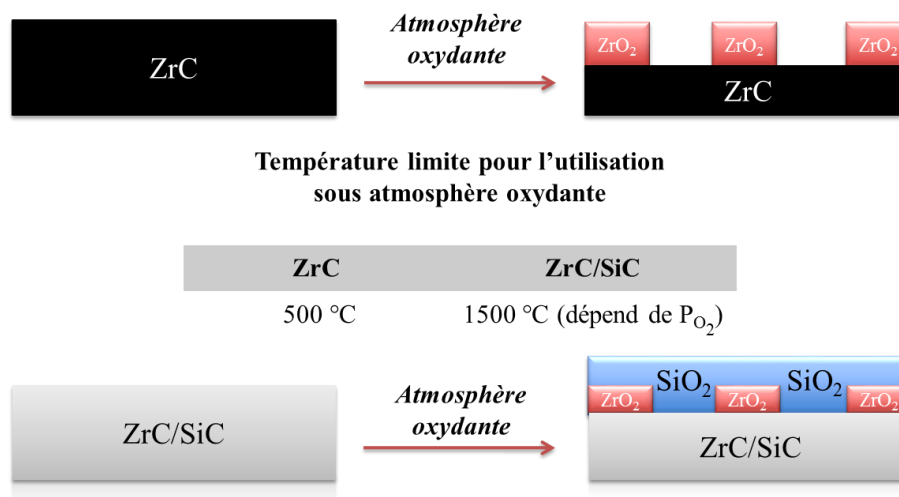 ZrC
Atmosphère
oxydante
ZrO₂ ZrO₂ ZrO₂
ZrC
Température limite pour l’utilisation
sous atmosphère oxydante
ZrC ZrC/SiC
500 °C 1500 °C (dépend de P_O₂)
ZrC/SiC
Atmosphère
oxydante
SiO₂ SiO₂
ZrO₂ ZrO₂ ZrO₂
ZrC/SiC